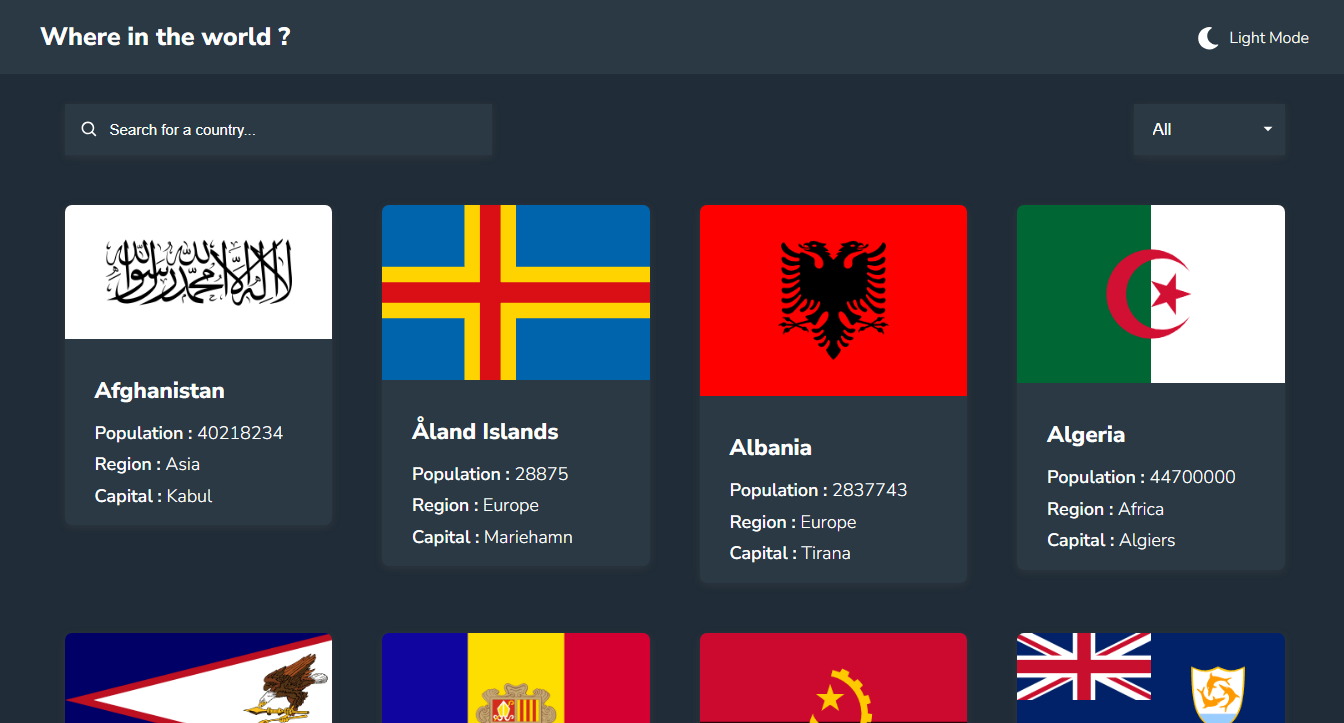 Where in the world ?
Light Mode
Search for a country...
All
لا إله إلا الله محمد رسول الله
Afghanistan
Population : 40218234
Region : Asia
Capital : Kabul
Åland Islands
Population : 28875
Region : Europe
Capital : Mariehamn
Albania
Population : 2837743
Region : Europe
Capital : Tirana
Algeria
Population : 44700000
Region : Africa
Capital : Algiers